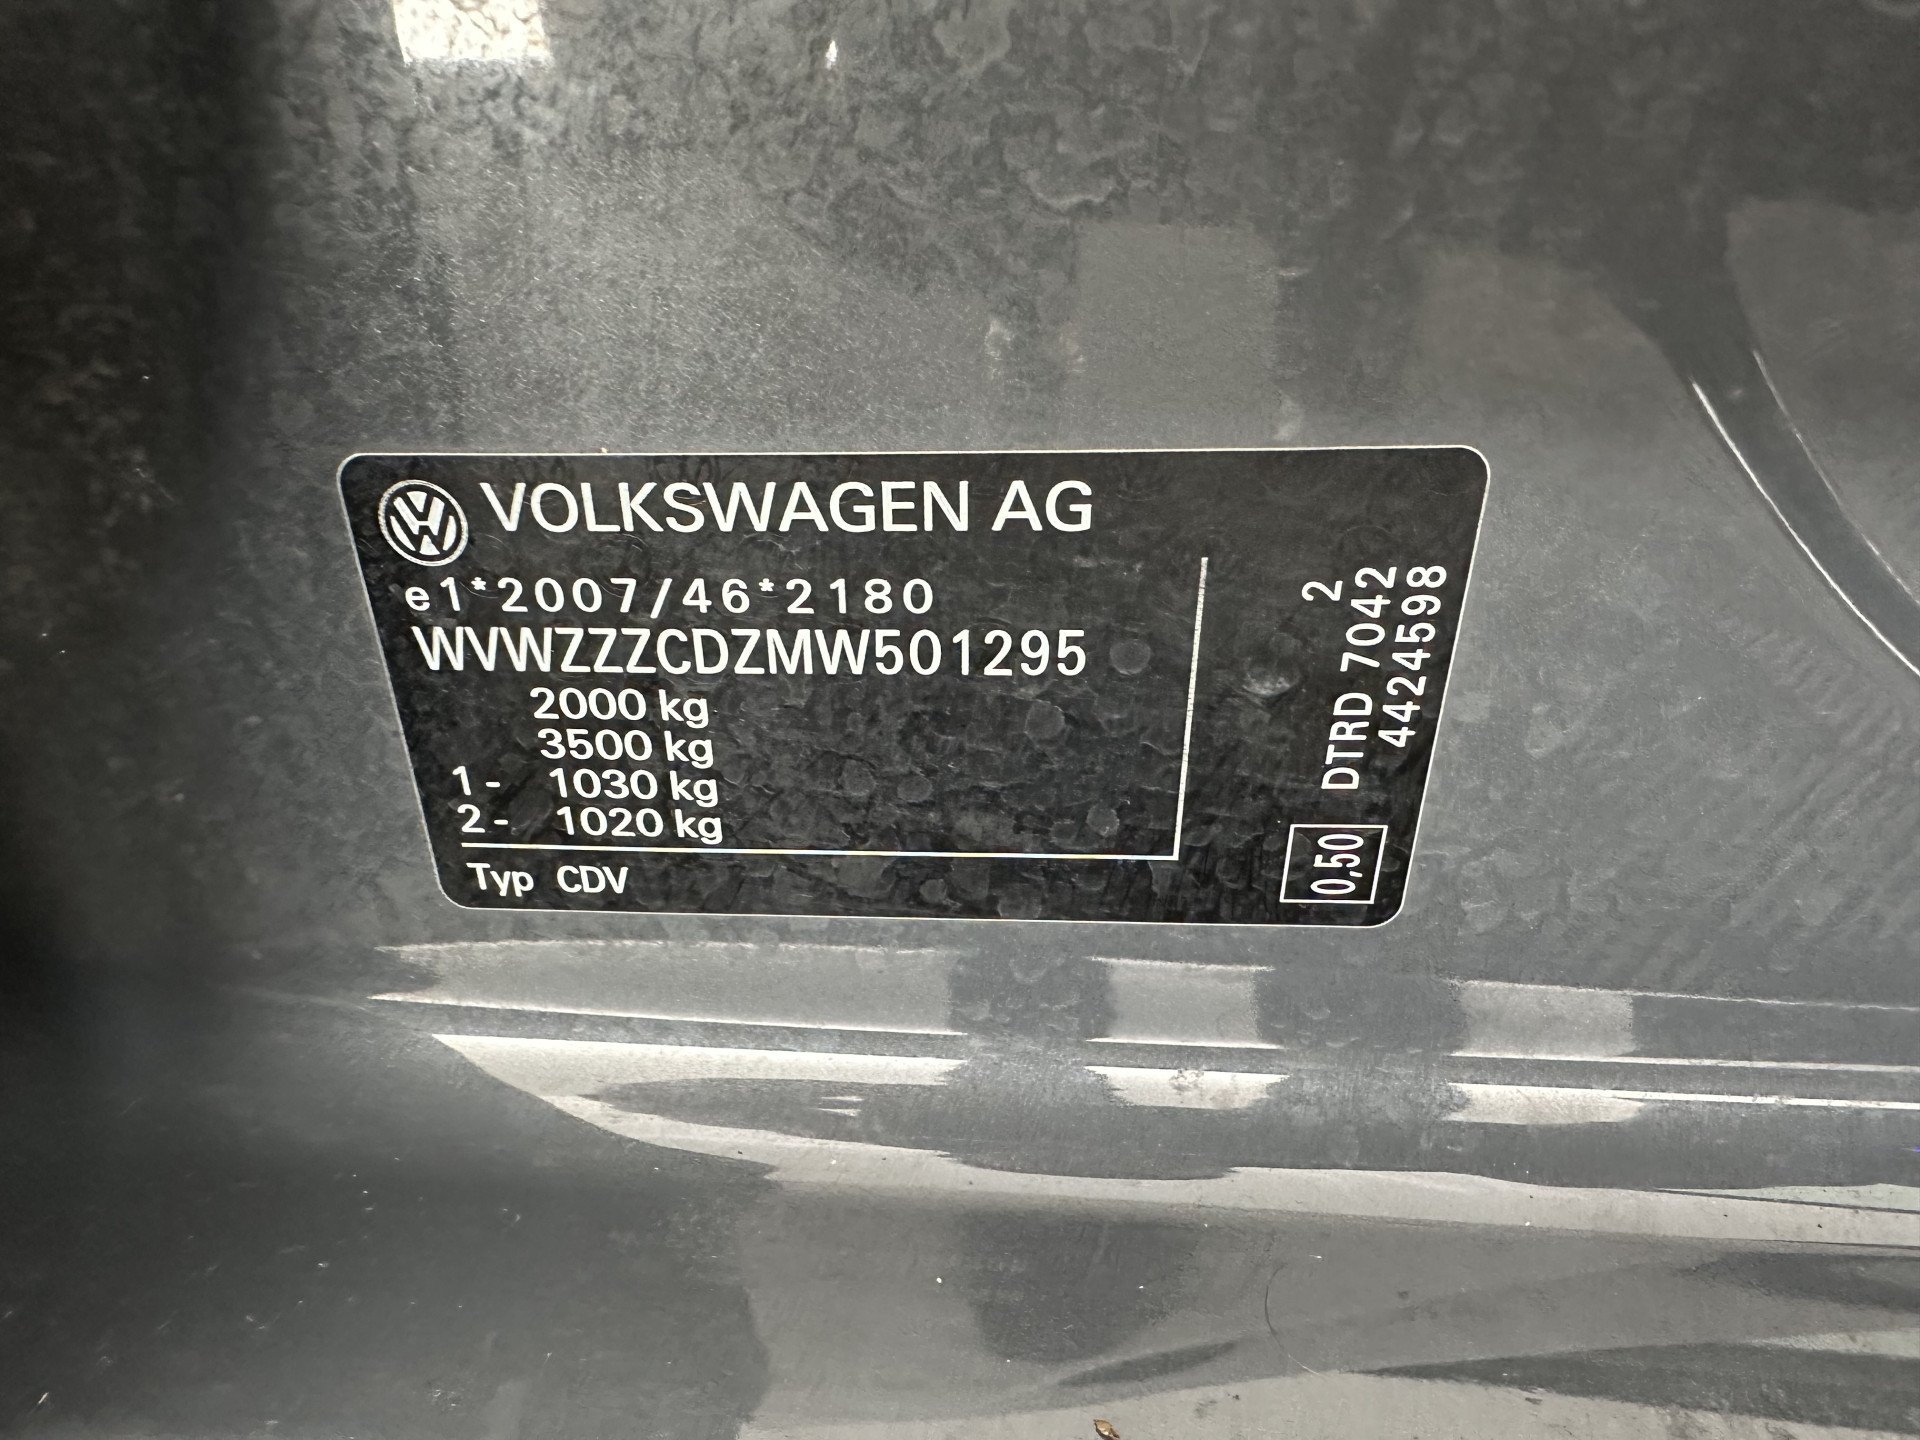 VOLKSWAGEN AG
e1*2007/46*2180
WVWZZZCDZMW501295
2000 kg
3500 kg
1- 1030 kg
2- 1020 kg
Typ CDV
2
DTRD 7042
4424598
0,50